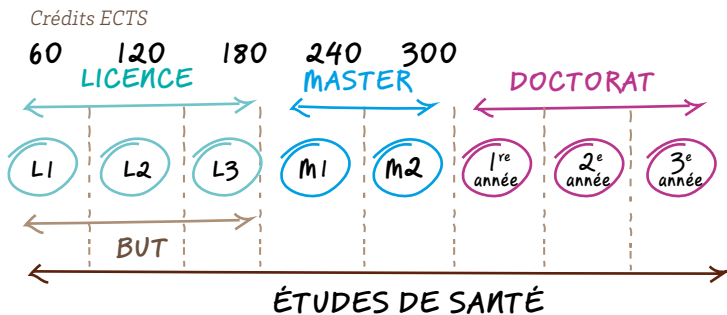 Crédits ECTS
60 120 180 240 300
LICENCE MASTER DOCTORAT
L1 L2 L3 M1 M2 1re année 2e année 3e année
BUT
ÉTUDES DE SANTÉ